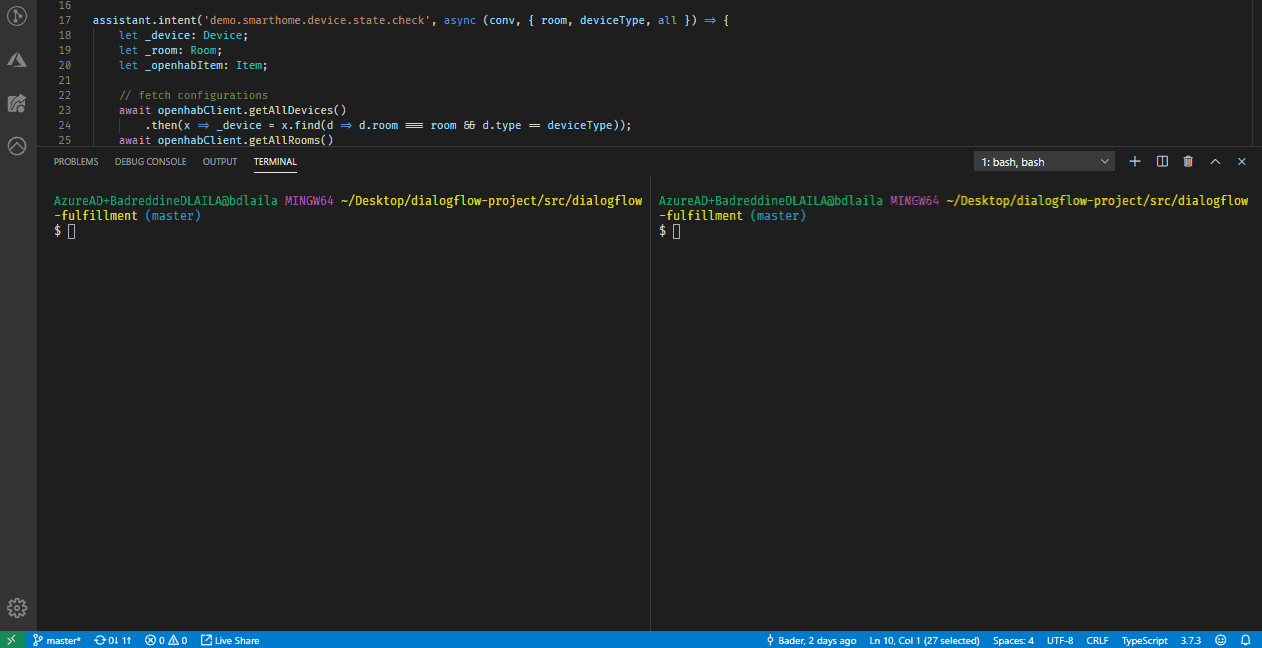 16
17 assistant.intent('demo.smarthome.device.state.check', async (conv, { room, deviceType, all }) => {
18 let _device: Device;
19 let _room: Room;
20 let _openhabItem: Item;
21
22 // fetch configurations
23 await openhabClient.getAllDevices()
24 .then(x => _device = x.find(d => d.room === room && d.type == deviceType));
25 await openhabClient.getAllRooms()
PROBLEMS DEBUG CONSOLE OUTPUT TERMINAL 1: bash, bash
AzureAD+BadreddineDLAILA@bdlaila MINGW64 ~/Desktop/dialogflow-project/src/dialogflow
-fulfillment (master)
$
AzureAD+BadreddineDLAILA@bdlaila MINGW64 ~/Desktop/dialogflow-project/src/dialogflow
-fulfillment (master)
$
master* 0↓ 1↑ 0 0 Live Share Bader, 2 days ago Ln 10, Col 1 (27 selected) Spaces: 4 UTF-8 CRLF TypeScript 3.7.3